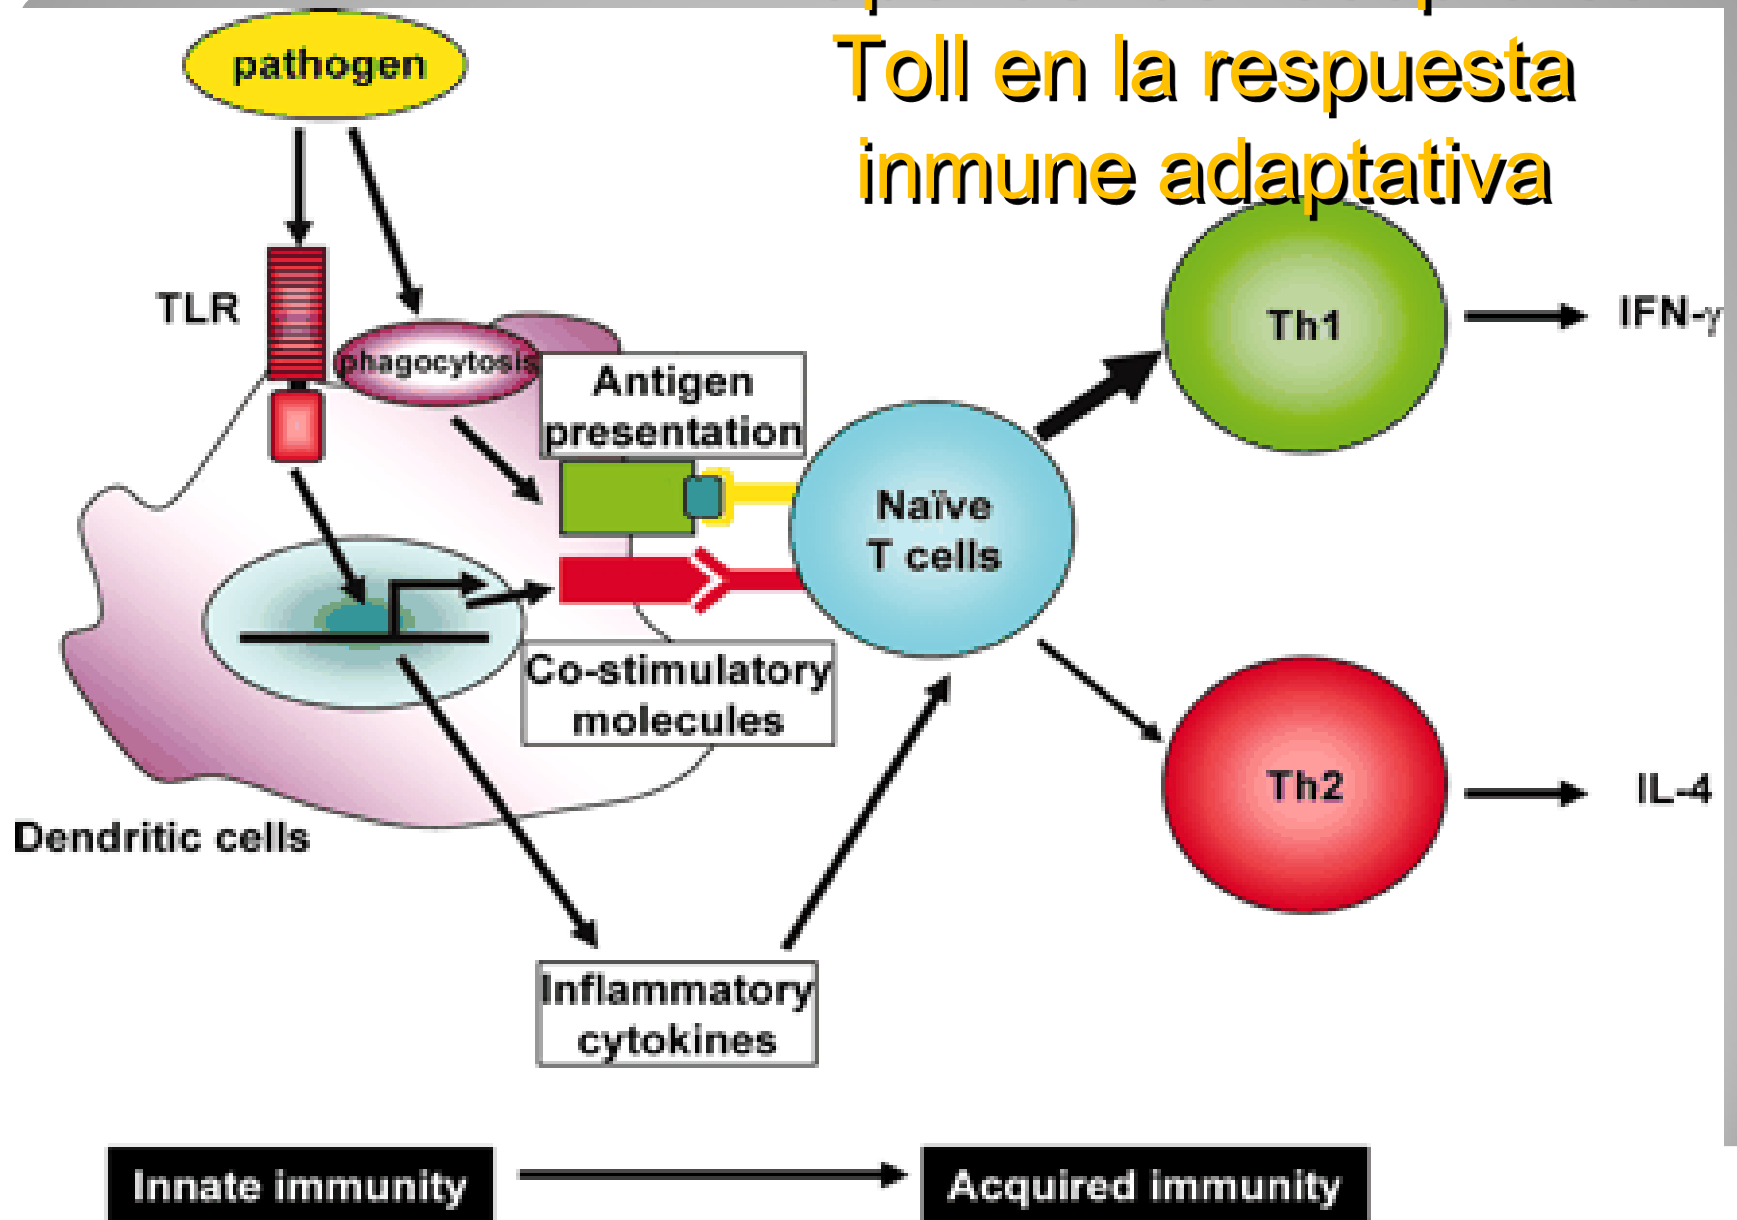 Toll en la respuesta
inmune adaptativa
pathogen
TLR
phagocytosis
Antigen
presentation
Naïve
T cells
Th1
IFN-γ
Co-stimulatory
molecules
Th2
IL-4
Dendritic cells
Inflammatory
cytokines
Innate immunity
Acquired immunity